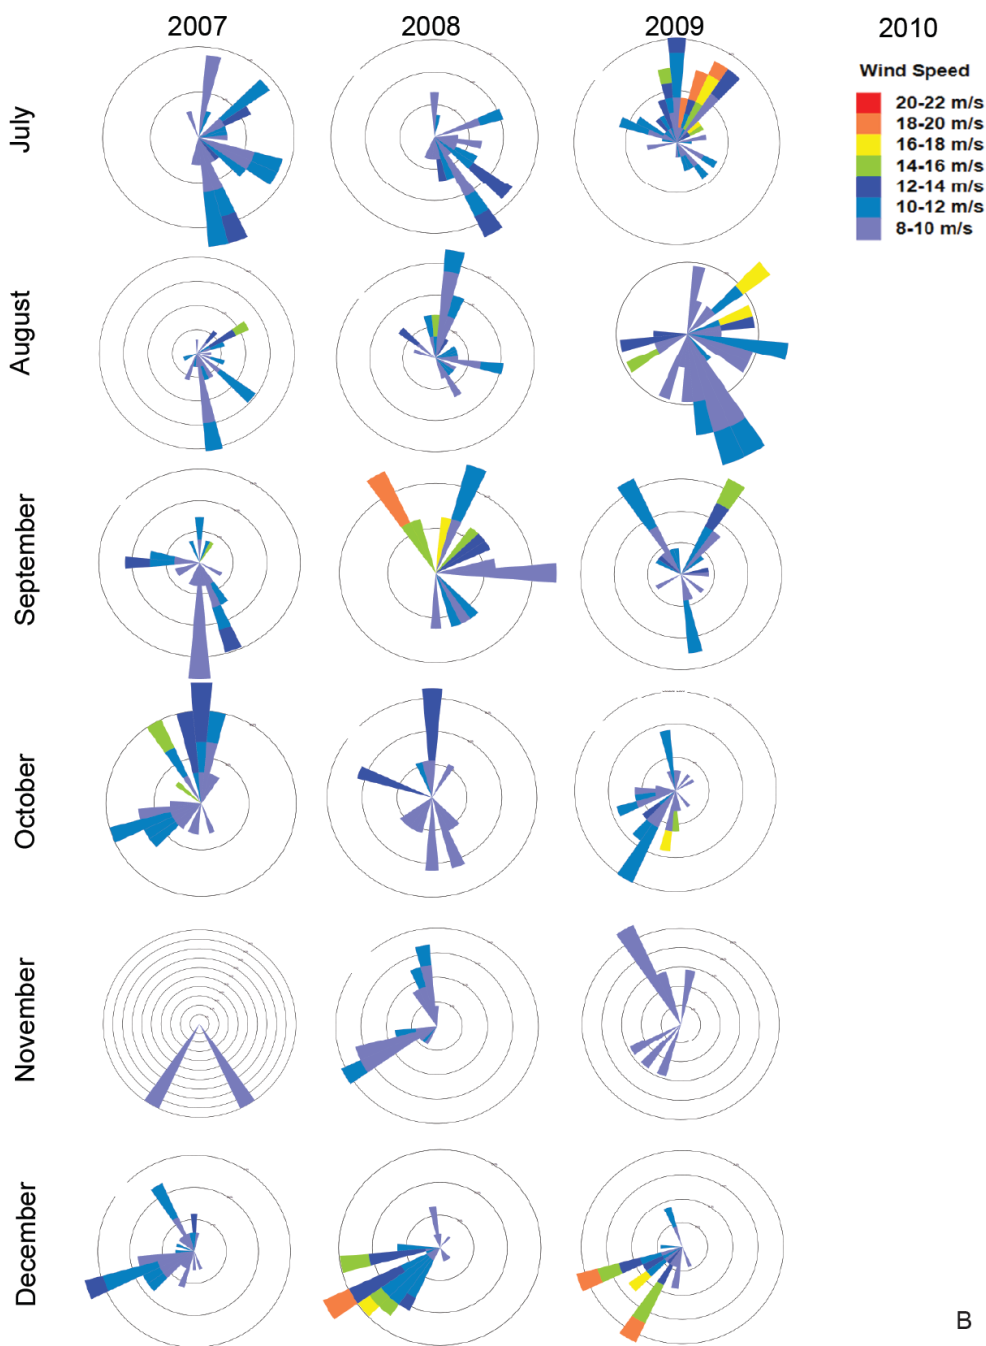 2007
2008
2009
2010
Wind Speed
20-22 m/s
18-20 m/s
16-18 m/s
14-16 m/s
12-14 m/s
10-12 m/s
8-10 m/s
July
August
September
October
November
December
B